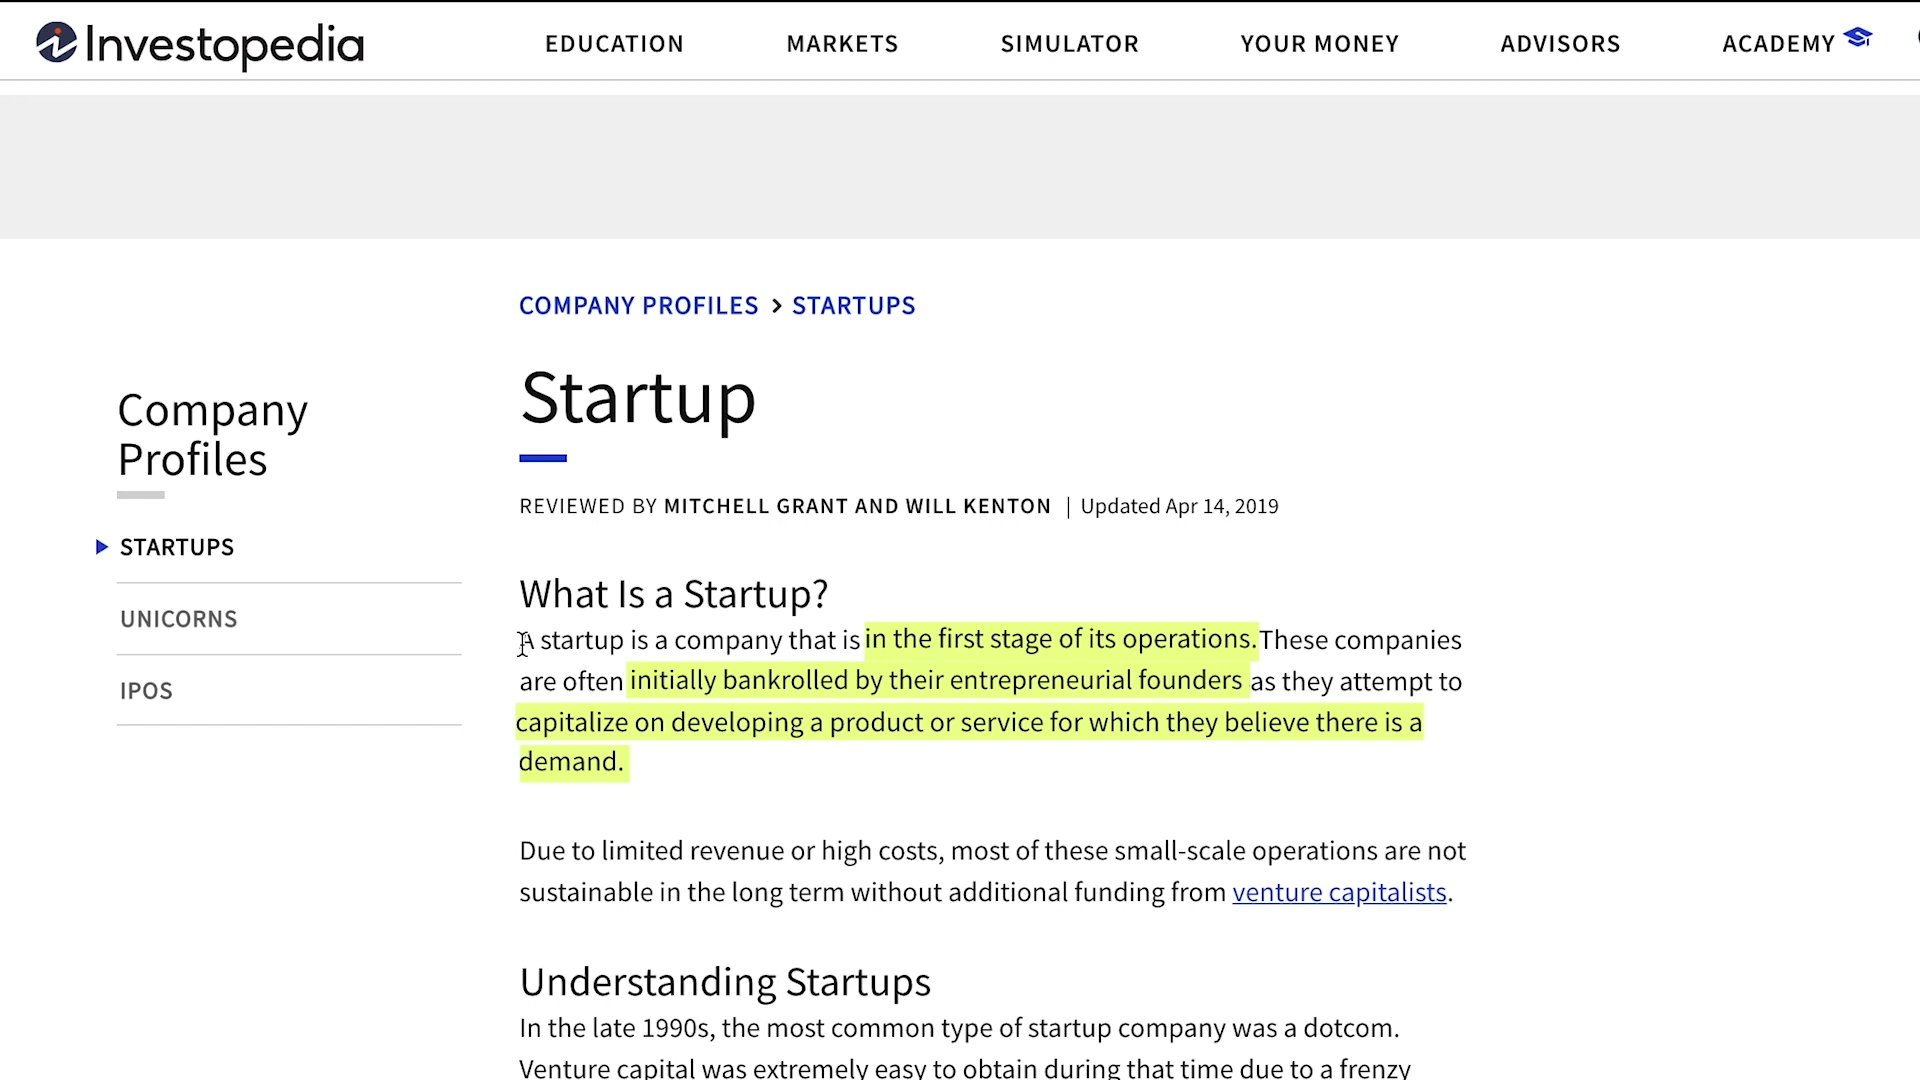 Investopedia
EDUCATION
MARKETS
SIMULATOR
YOUR MONEY
ADVISORS
ACADEMY
COMPANY PROFILES > STARTUPS
Company
Profiles
STARTUPS
UNICORNS
IPOS
Startup
REVIEWED BY MITCHELL GRANT AND WILL KENTON | Updated Apr 14, 2019
What Is a Startup?
A startup is a company that is in the first stage of its operations. These companies
are often initially bankrolled by their entrepreneurial founders as they attempt to
capitalize on developing a product or service for which they believe there is a
demand.
Due to limited revenue or high costs, most of these small-scale operations are not
sustainable in the long term without additional funding from venture capitalists.
Understanding Startups
In the late 1990s, the most common type of startup company was a dotcom.
Venture capital was extremely easy to obtain during that time due to a frenzy